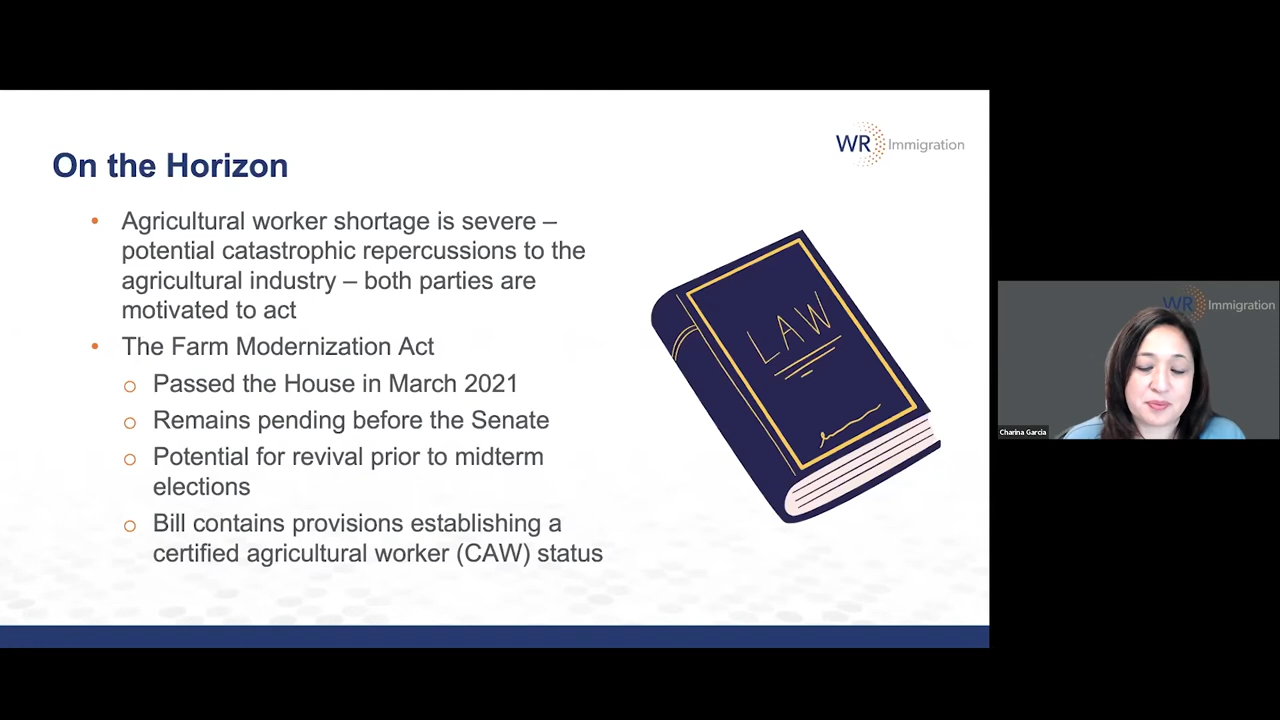 WR Immigration
On the Horizon
• Agricultural worker shortage is severe –
potential catastrophic repercussions to the
agricultural industry – both parties are
motivated to act
• The Farm Modernization Act
o Passed the House in March 2021
o Remains pending before the Senate
o Potential for revival prior to midterm
elections
o Bill contains provisions establishing a
certified agricultural worker (CAW) status
LAW
WR Immigration
Charina Garcia